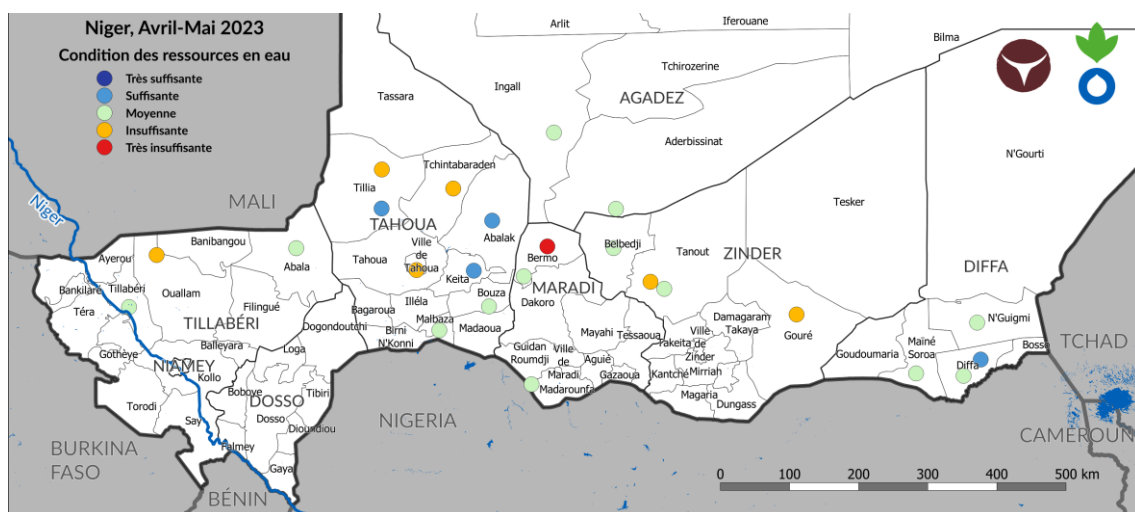 Niger, Avril-Mai 2023
Condition des ressources en eau
Très suffisante
Suffisante
Moyenne
Insuffisante
Très insuffisante
Arlit
Iferouane
Bilma
Tchirozerine
Ingall
Tassara
AGADEZ
Aderbissinat
N'Gourti
Tchintabaraden
Tillia
Tesker
MALI
Niger
TAHOUA
Abalak
Banibangou
Ayerou
Abala
Ville
de
Tahoua
Tahoua
Bermo
Belbedji
Tanout
ZINDER
DIFFA
Keita
Bankilaré
Tillabéri
Ouallam
Filingué
Téra
TILLABÉRI
Dogondoutchi
Illéla
Bagaroua
Bouza
Malbaza
Birni
N'Konni
Madaoua
MARADI
Dakoro
Mayahi
Tessaoua
Damagaram
Takaya
Gouré
N'Guigmi
Goudoumaria
Maïné
Soroa
Bosso
Diffa
TCHAD
Balleyara
Loga
Gothèye
NIAMEY
Kollo
Guidan
Roumdji
Ville
de
Maradi
Madarounfa
Aguié
Gazaoua
Takeita
Ville
de
Zinder
Kantché
Mirriah
Magaria
Dungass
Torodi
Say
Boboye
DOSSO
Tibiri
Dosso
Dioundiou
Falmey
Gaya
NIGERIA
BURKINA
FASO
BÉNIN
CAMEROUN
0 100 200 300 400 500 km